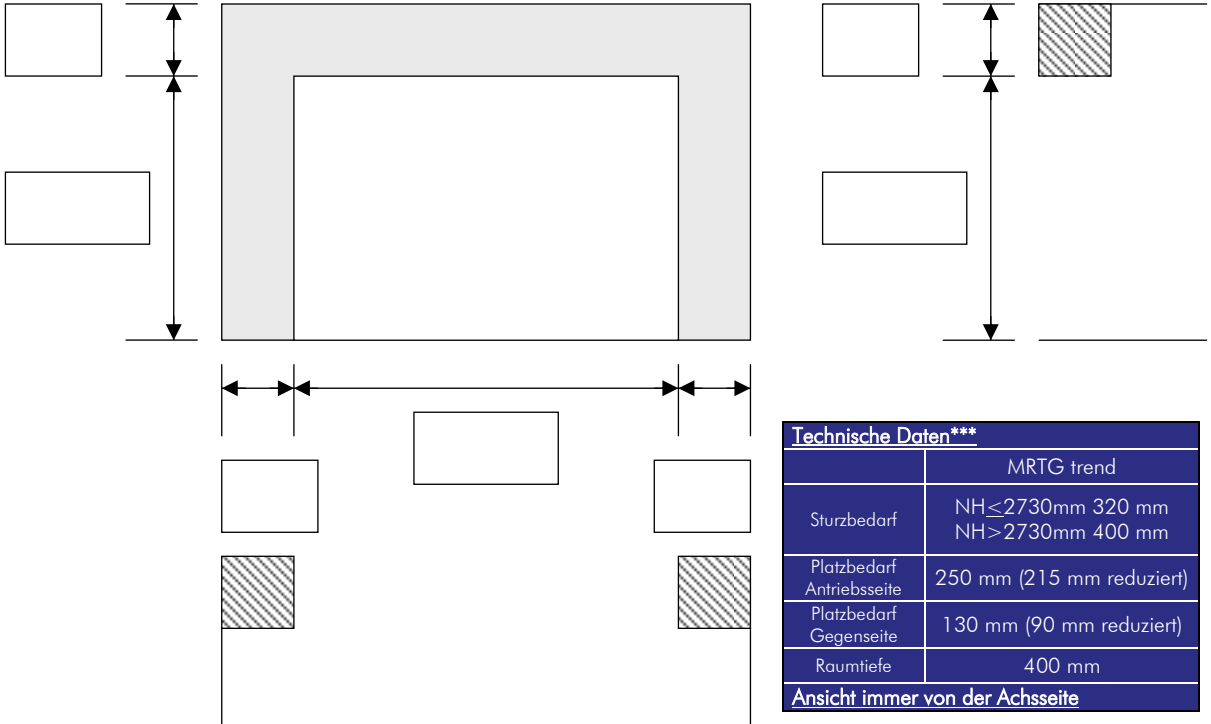 Technische Daten***
MRTG trend
Sturzbedarf
NH<2730mm 320 mm
NH>2730mm 400 mm
Platzbedarf
Antriebsseite
250 mm (215 mm reduziert)
Platzbedarf
Gegenseite
130 mm (90 mm reduziert)
Raumtiefe
400 mm
Ansicht immer von der Achsseite